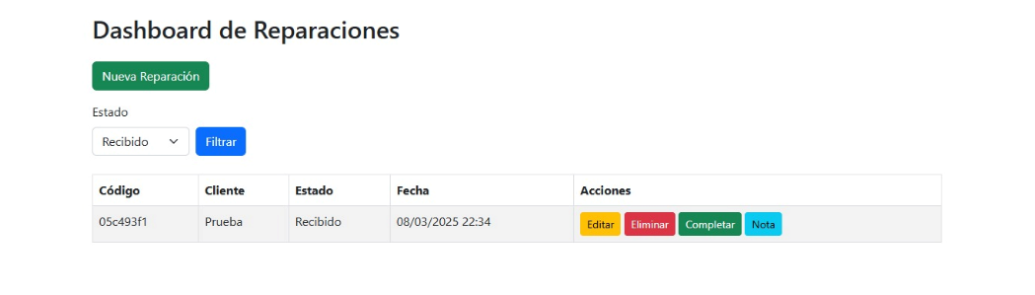 Dashboard de Reparaciones
Nueva Reparación
Estado
Recibido Filtrar
Código Cliente Estado Fecha Acciones
05c493f1 Prueba Recibido 08/03/2025 22:34 Editar Eliminar Completar Nota